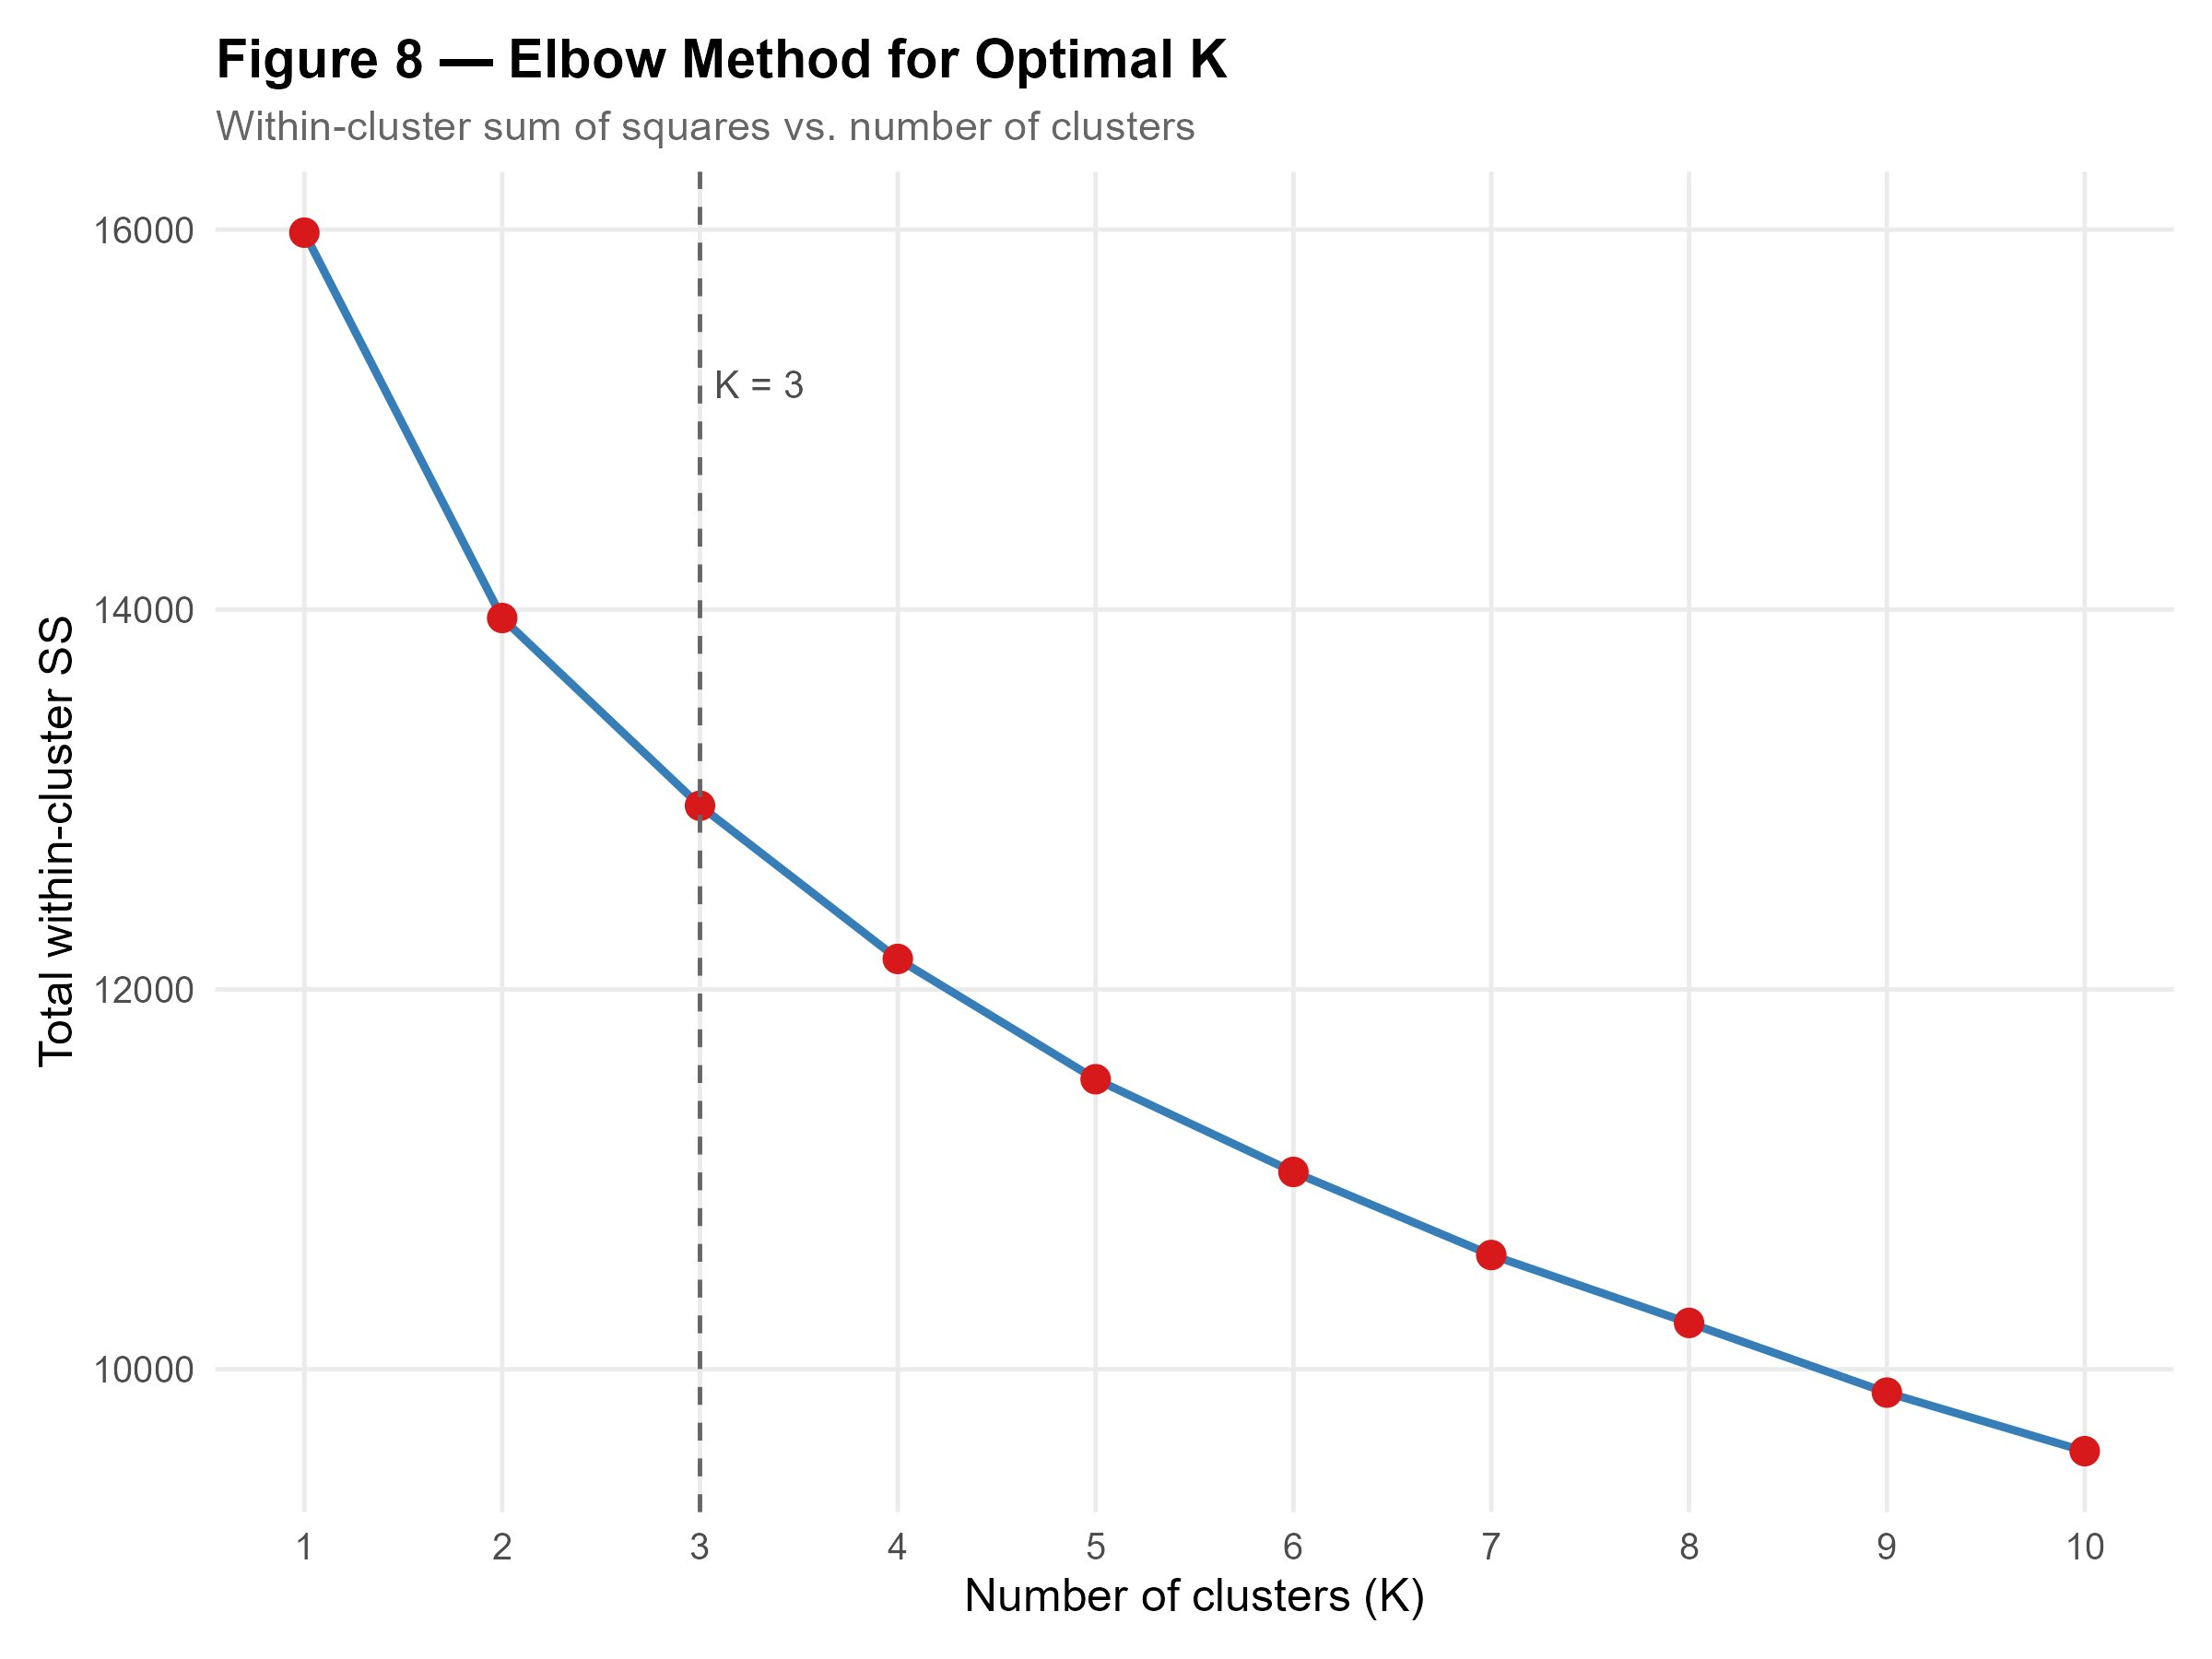 Figure 8 — Elbow Method for Optimal K
Within-cluster sum of squares vs. number of clusters
16000
K = 3
14000
Total within-cluster SS
12000
10000
1 2 3 4 5 6 7 8 9 10
Number of clusters (K)